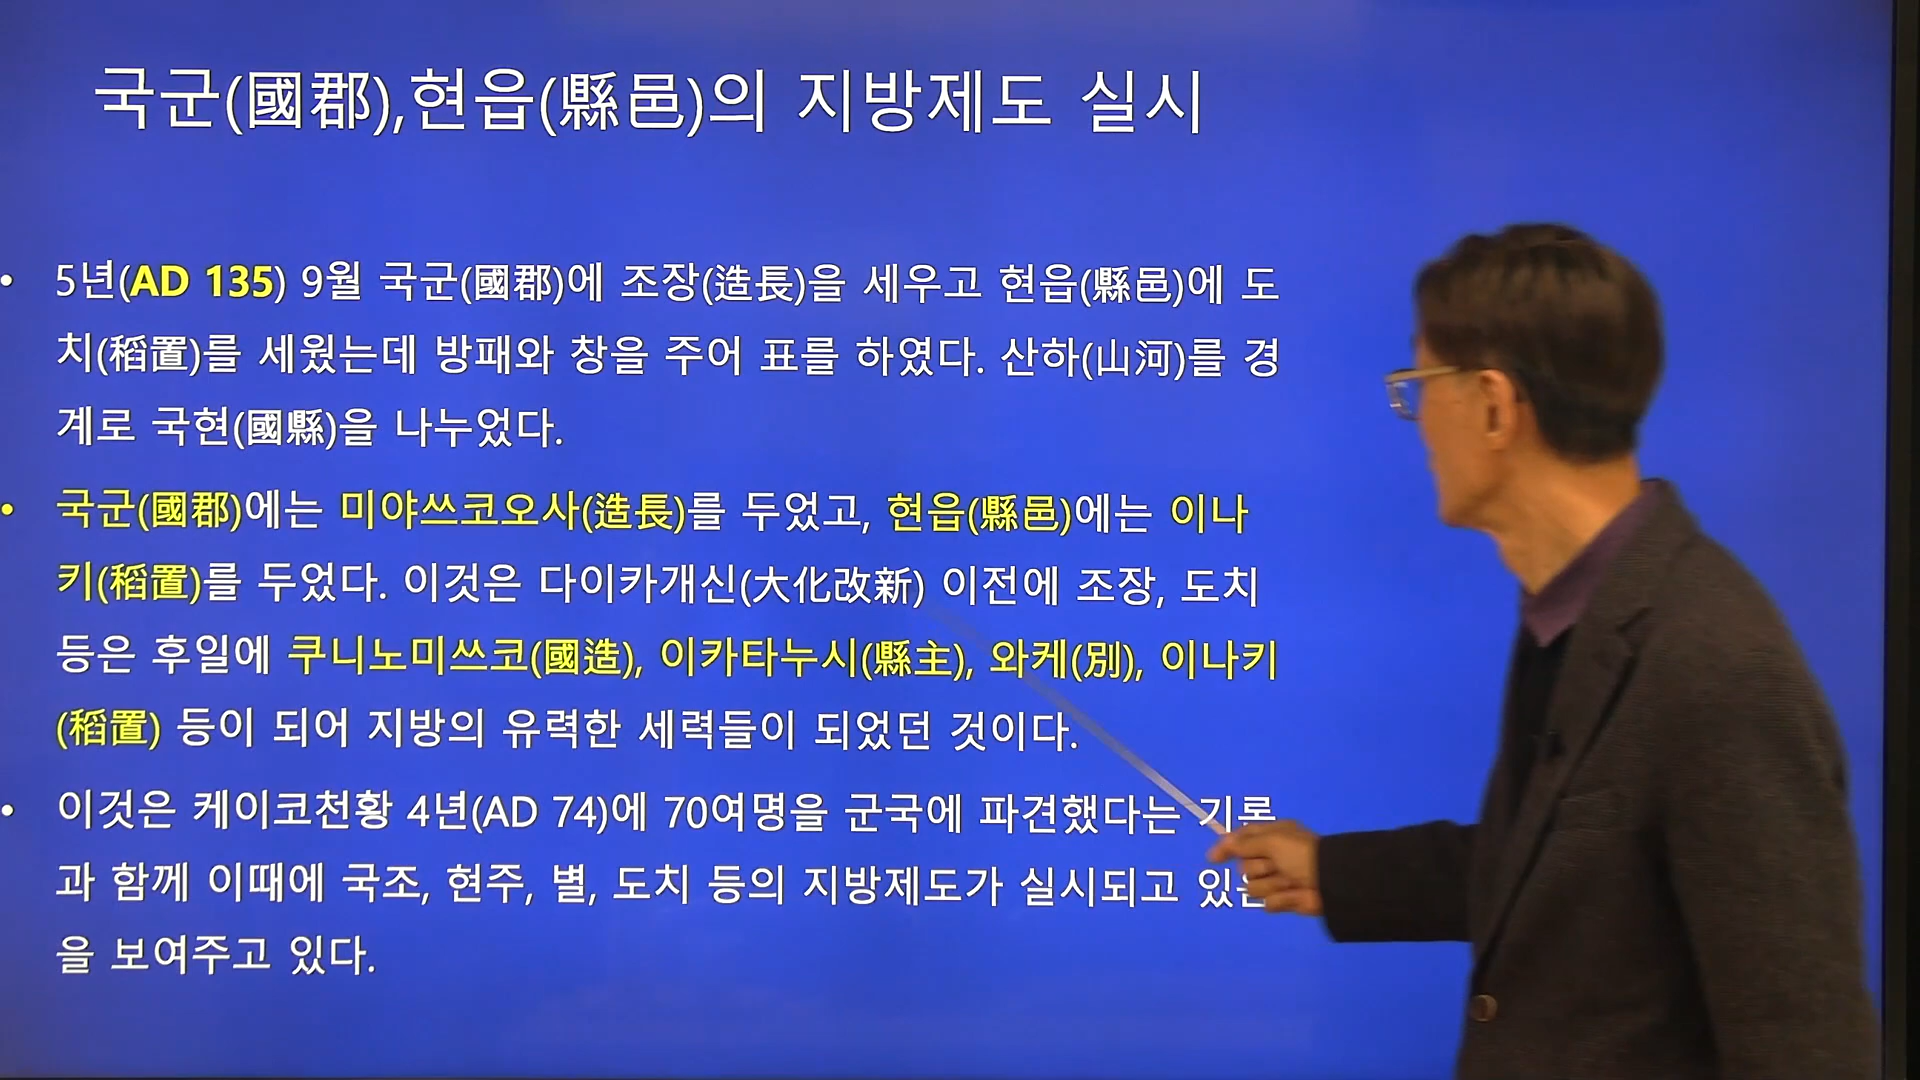 국군(國郡),현읍(縣邑)의 지방제도 실시
• 5년(AD 135) 9월 국군(國郡)에 조장(造長)을 세우고 현읍(縣邑)에 도
치(稻置)를 세웠는데 방패와 창을 주어 표를 하였다. 산하(山河)를 경
계로 국현(國縣)을 나누었다.
• 국군(國郡)에는 미야쓰코오사(造長)를 두었고, 현읍(縣邑)에는 이나
키(稻置)를 두었다. 이것은 다이카개신(大化改新) 이전에 조장, 도치
등은 후일에 쿠니노미쓰코(國造), 이카타누시(縣主), 와케(別), 이나키
(稻置) 등이 되어 지방의 유력한 세력들이 되었던 것이다.
• 이것은 케이코천황 4년(AD 74)에 70여명을 군국에 파견했다는 기록
과 함께 이때에 국조, 현주, 별, 도치 등의 지방제도가 실시되고
을 보여주고 있다.